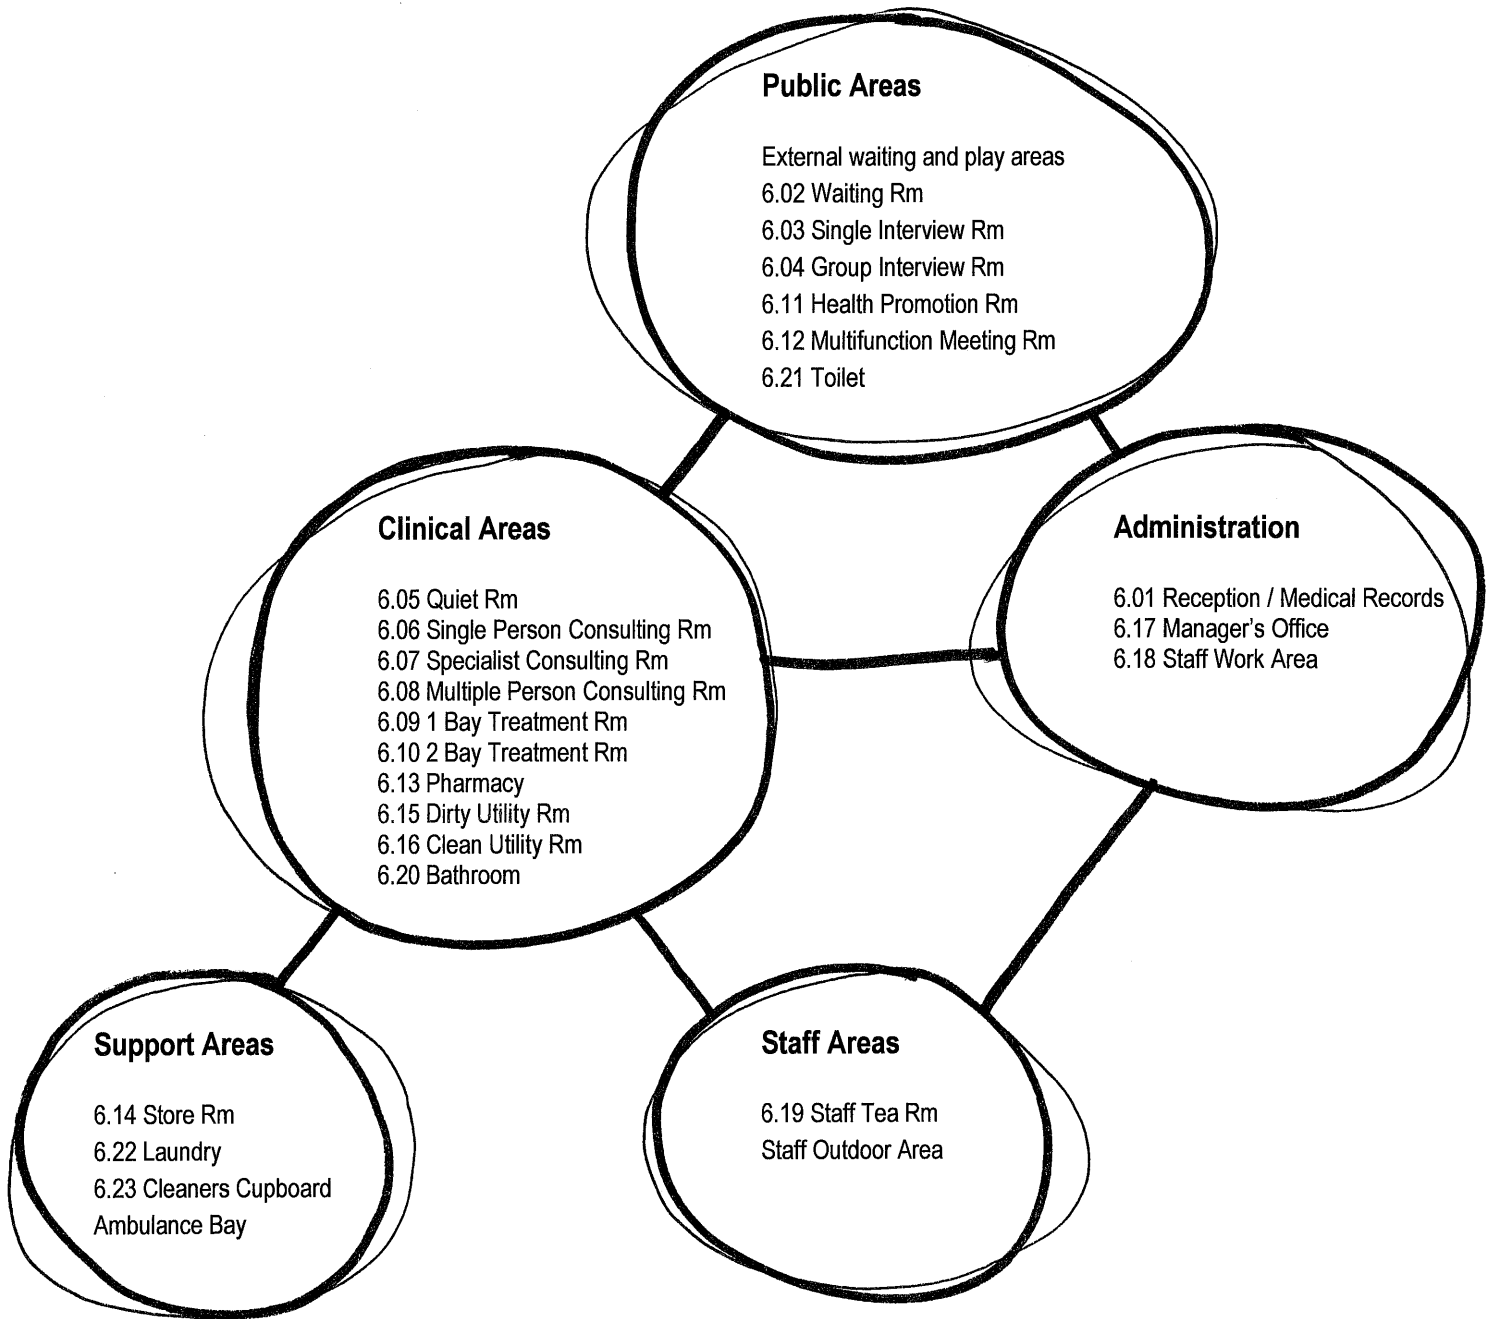 Public Areas
External waiting and play areas
6.02 Waiting Rm
6.03 Single Interview Rm
6.04 Group Interview Rm
6.11 Health Promotion Rm
6.12 Multifunction Meeting Rm
6.21 Toilet
Clinical Areas
6.05 Quiet Rm
6.06 Single Person Consulting Rm
6.07 Specialist Consulting Rm
6.08 Multiple Person Consulting Rm
6.09 1 Bay Treatment Rm
6.10 2 Bay Treatment Rm
6.13 Pharmacy
6.15 Dirty Utility Rm
6.16 Clean Utility Rm
6.20 Bathroom
Administration
6.01 Reception / Medical Records
6.17 Manager's Office
6.18 Staff Work Area
Support Areas
6.14 Store Rm
6.22 Laundry
6.23 Cleaners Cupboard
Ambulance Bay
Staff Areas
6.19 Staff Tea Rm
Staff Outdoor Area